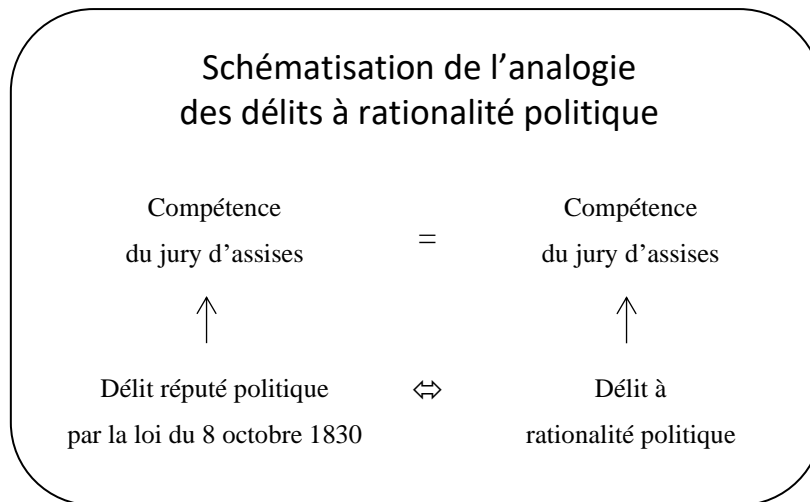 Schématisation de l’analogie
des délits à rationalité politique
Compétence
du jury d’assises
=
Compétence
du jury d’assises
Délit réputé politique
par la loi du 8 octobre 1830
⇔
Délit à
rationalité politique